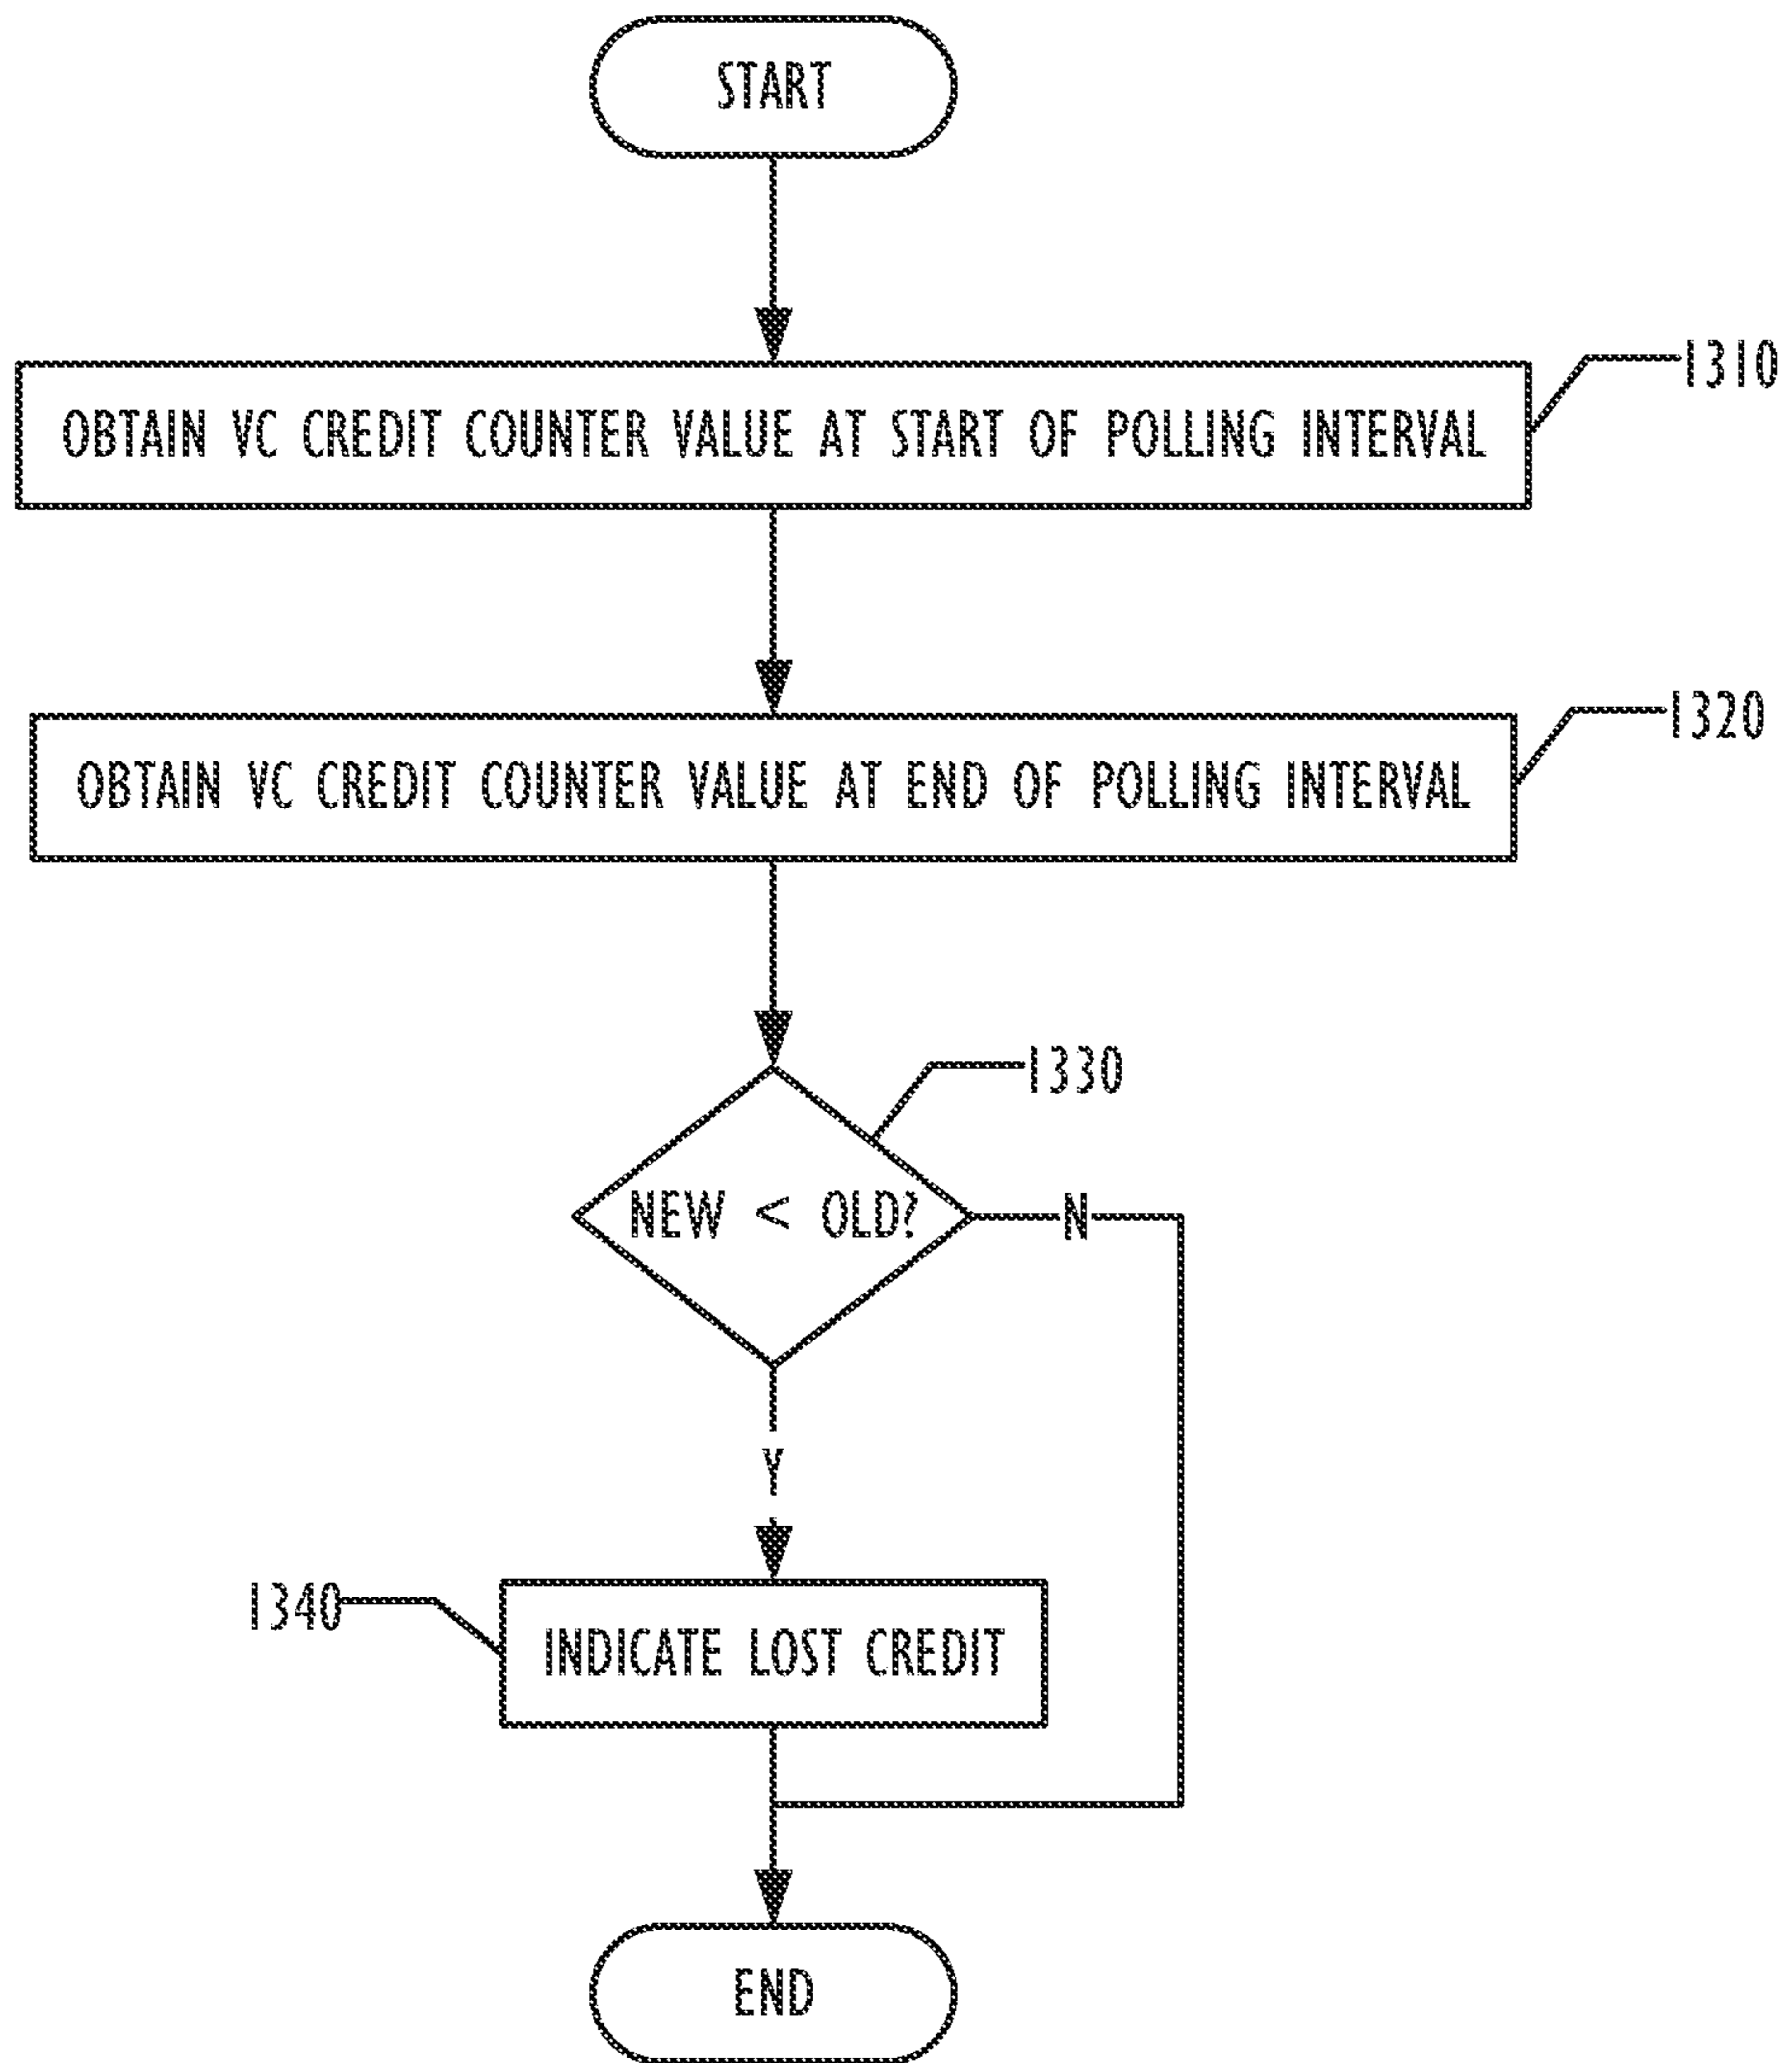 START
1310
OBTAIN VC CREDIT COUNTER VALUE AT START OF POLLING INTERVAL
1320
OBTAIN VC CREDIT COUNTER VALUE AT END OF POLLING INTERVAL
1330
NEW < OLD?
N
Y
1340
INDICATE LOST CREDIT
END